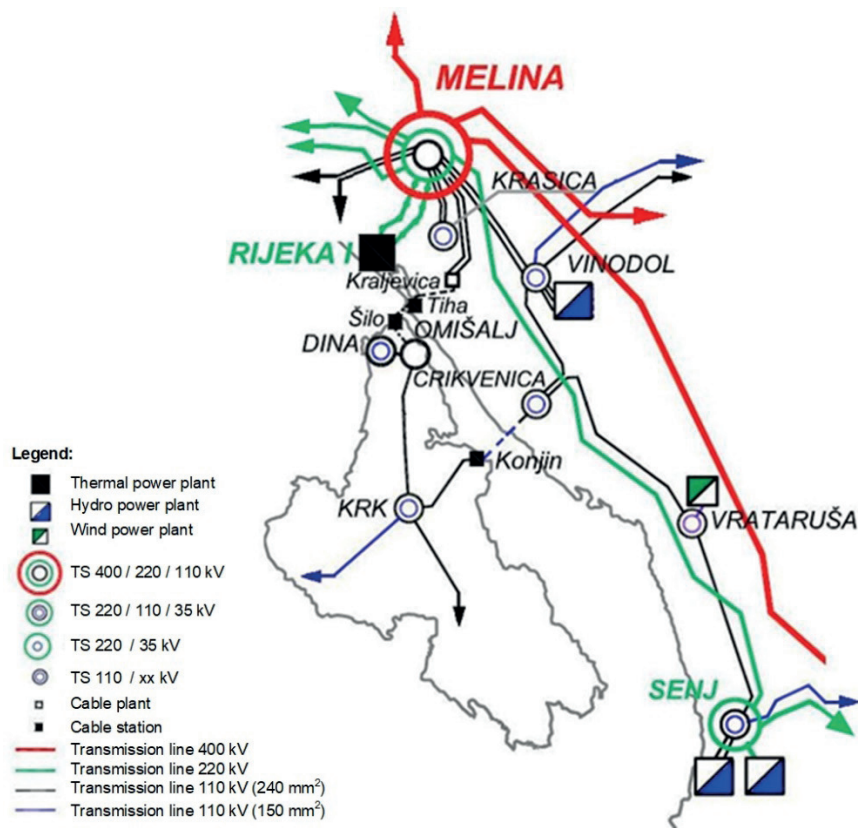 MELINA
KRASICA
RIJEKA I
VINODOL
Kraljevica
Tiha
Šilo
OMIŠALJ
DINA
CRIKVENICA
Konjin
KRK
VRATARUŠA
SENJ
Legend:
Thermal power plant
Hydro power plant
Wind power plant
TS 400 / 220 / 110 kV
TS 220 / 110 / 35 kV
TS 220 / 35 kV
TS 110 / xx kV
Cable plant
Cable station
Transmission line 400 kV
Transmission line 220 kV
Transmission line 110 kV (240 mm²)
Transmission line 110 kV (150 mm²)